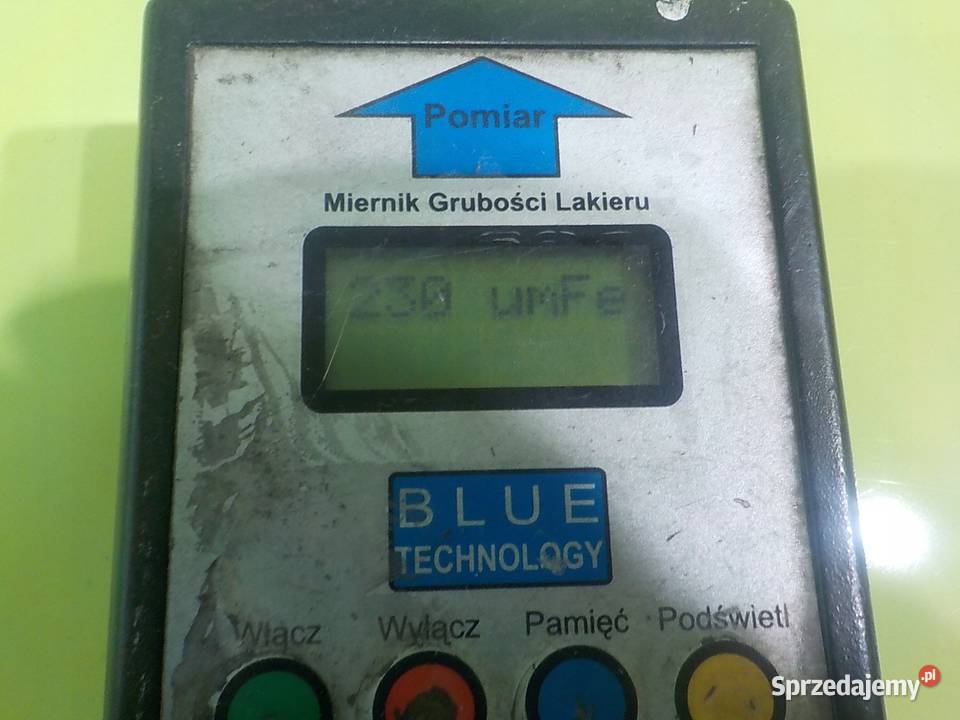 Pomiar
Miernik Grubości Lakieru
230 umFe
BLUE
TECHNOLOGY
Włącz Wyłącz Pamięć Podświetl
Sprzedajemy.pl